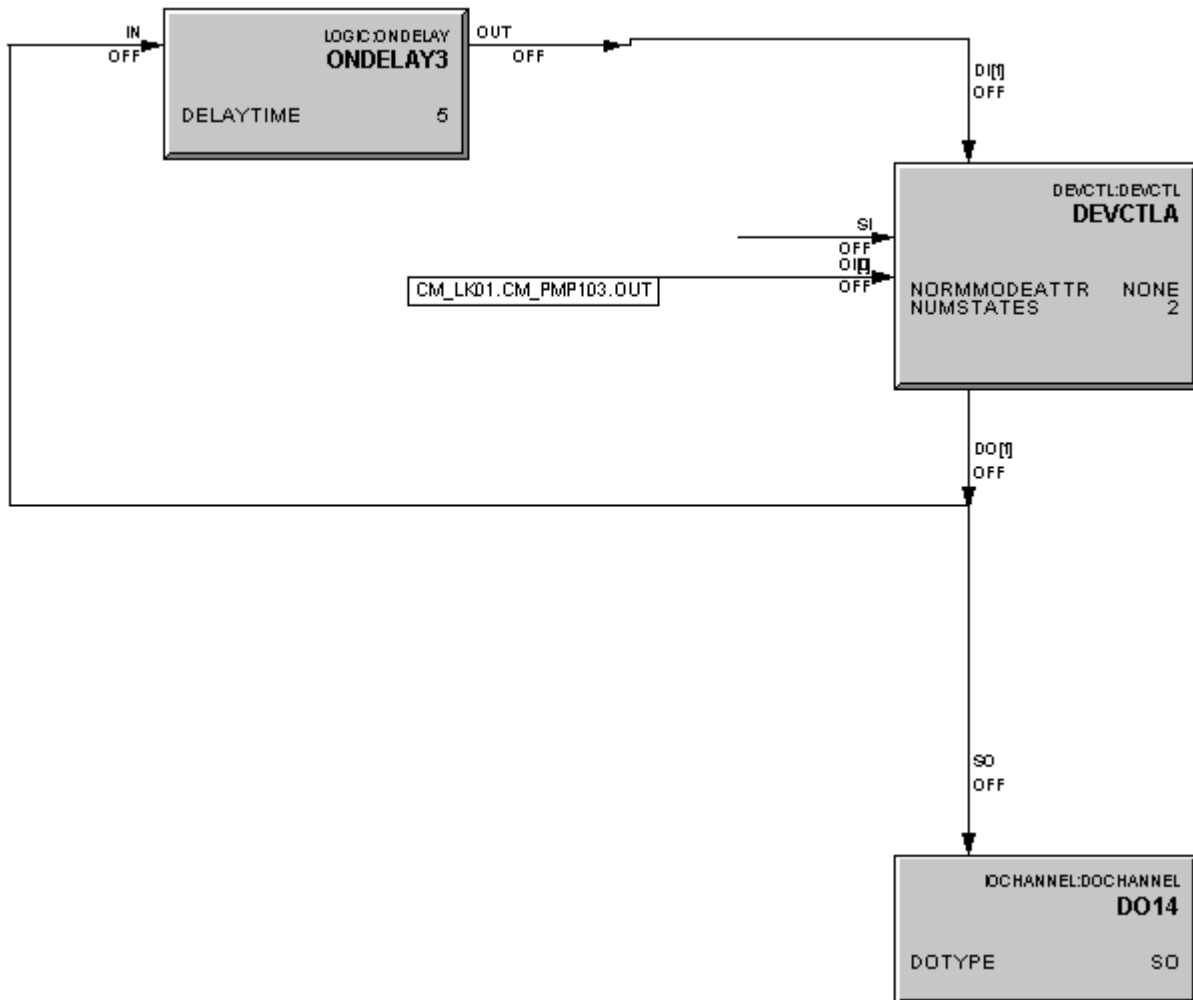 IN
OFF
LOGIC:ONDELAY
ONDELAY3
DELAYTIME 5
OUT
OFF
DI[1]
OFF
DEVCTL:DEVCTL
DEVCTLA
SI
OFF
OFF
CM_LK01.CM_PMP103.OUT
NORMMODEATTR NONE
NUMSTATES 2
DO[1]
OFF
SO
OFF
IOCHANNEL:DOCHANNEL
DO14
DOTYPE SO